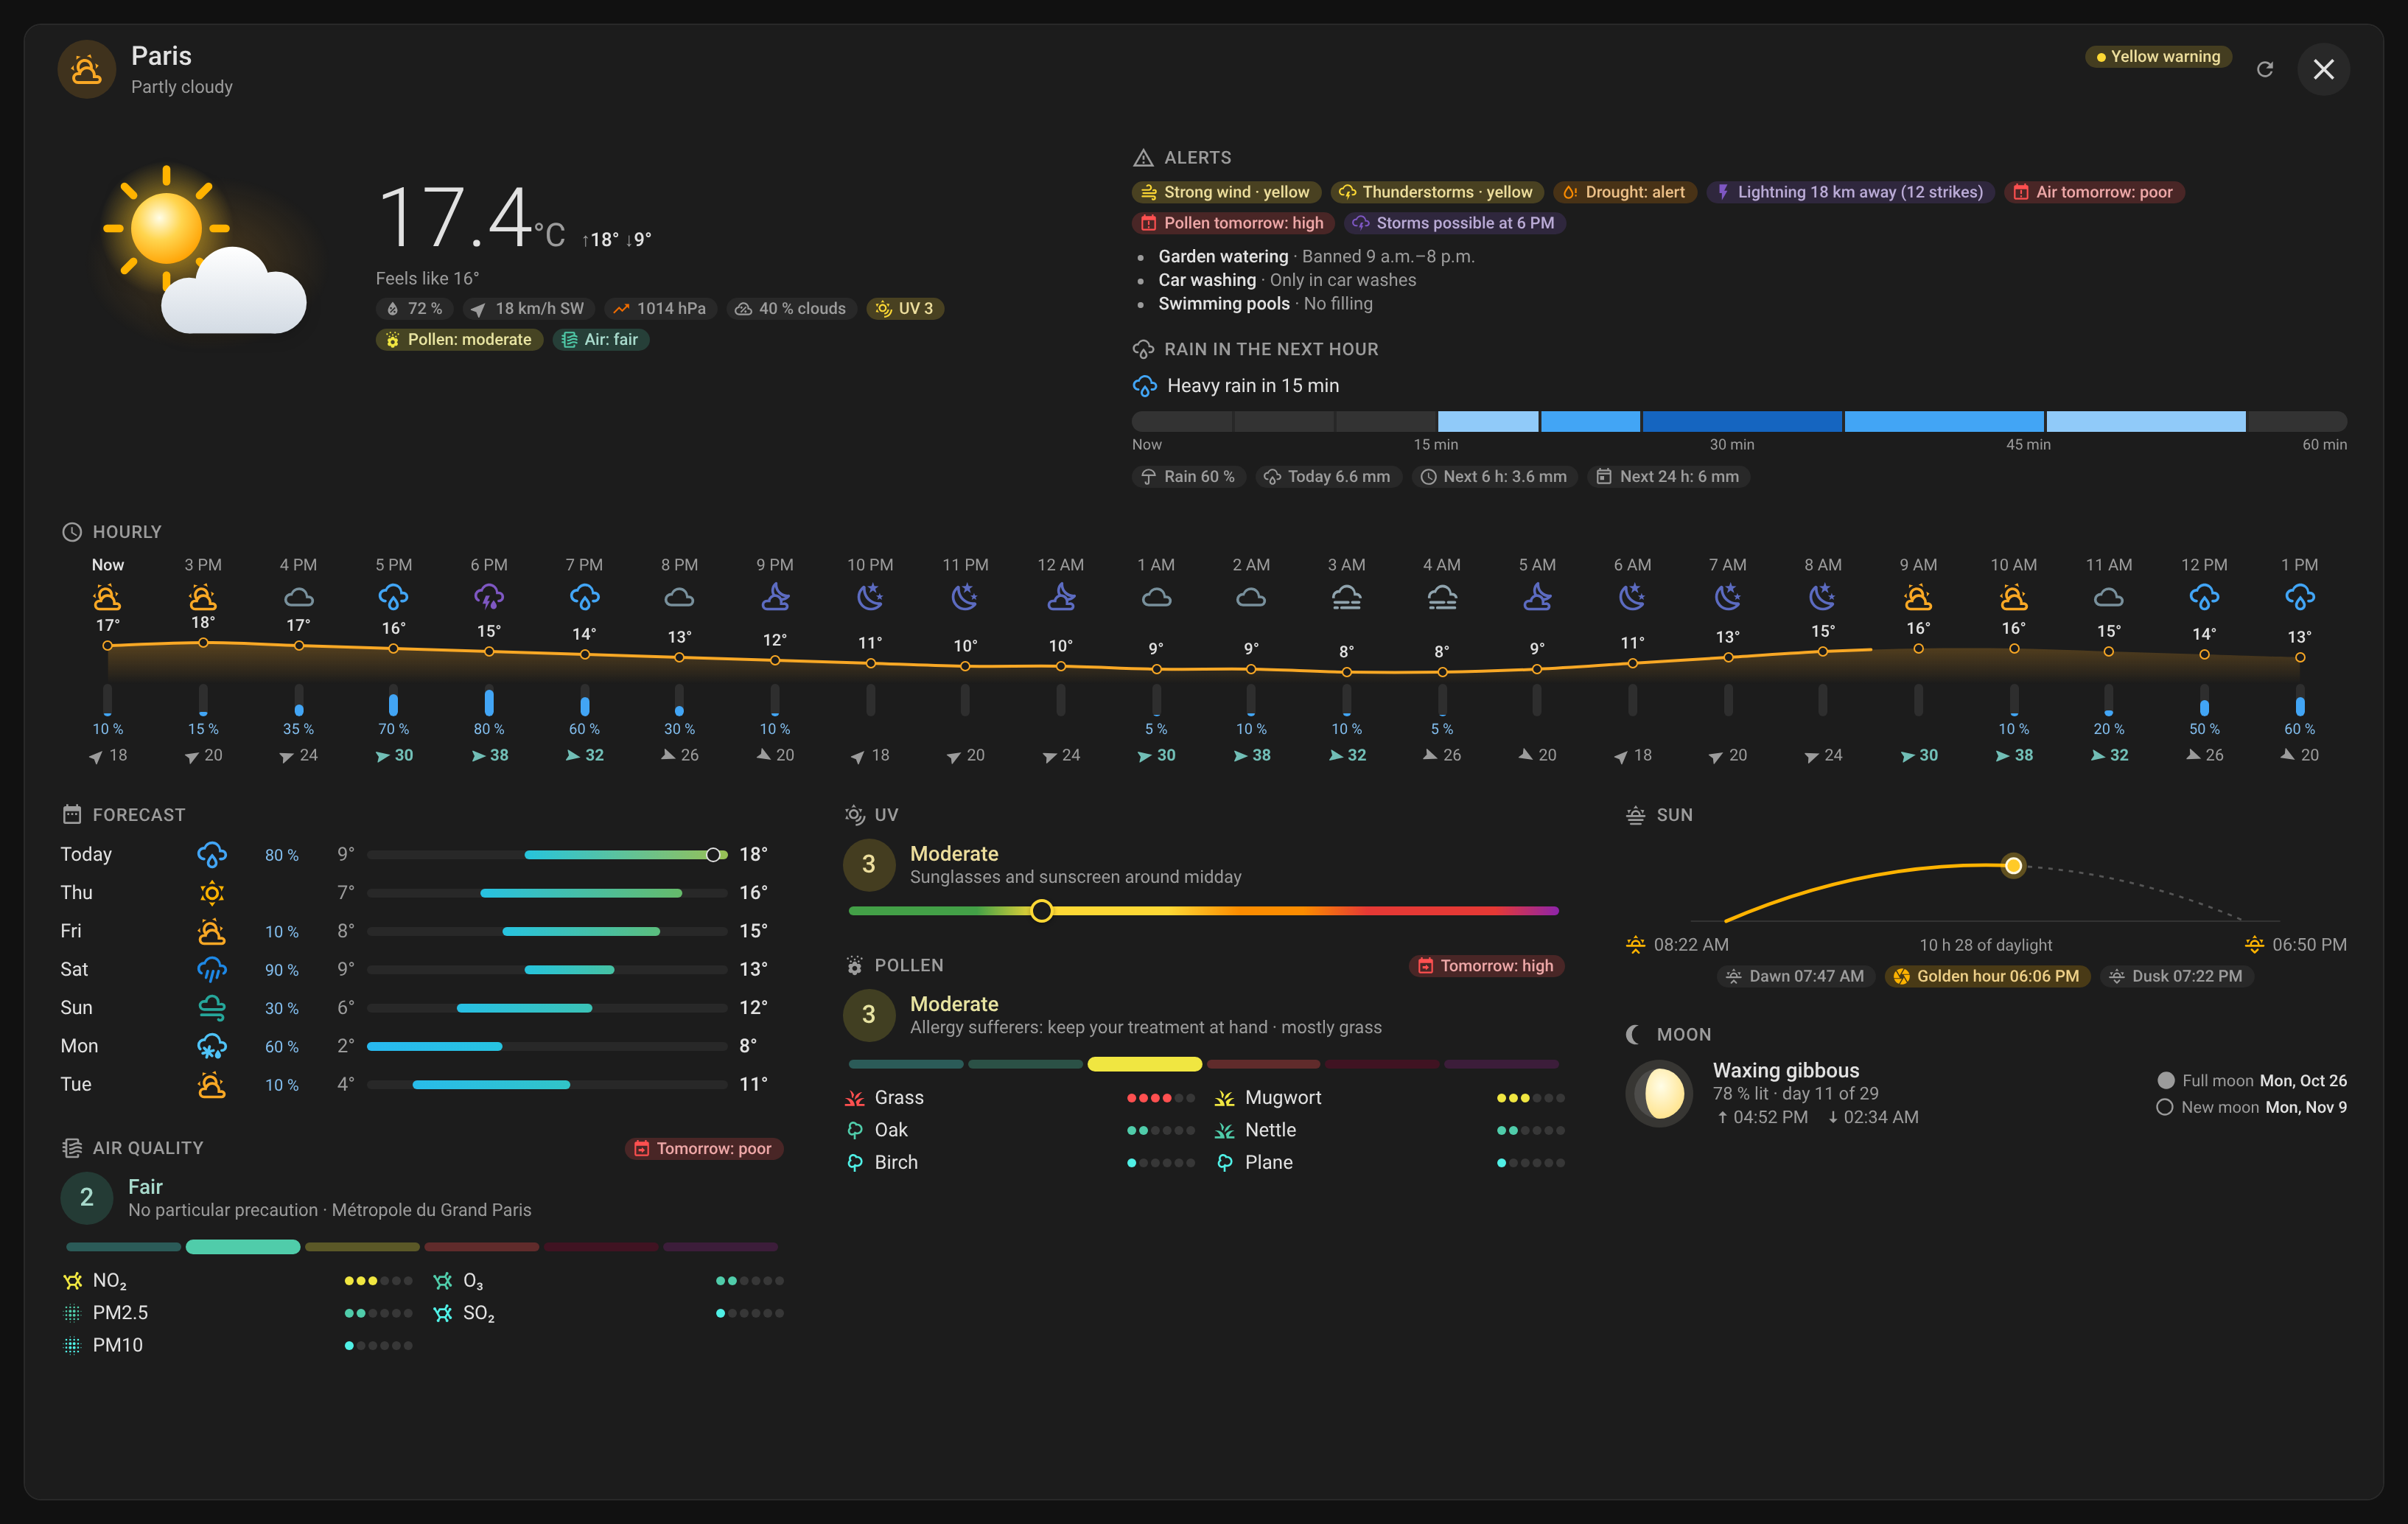 Paris
Partly cloudy
Yellow warning
17.4°C ↑18° ↓9°
Feels like 16°
72 % 18 km/h SW 1014 hPa 40 % clouds UV 3
Pollen: moderate Air: fair
ALERTS
Strong wind · yellow Thunderstorms · yellow Drought: alert Lightning 18 km away (12 strikes) Air tomorrow: poor
Pollen tomorrow: high Storms possible at 6 PM
• Garden watering · Banned 9 a.m.–8 p.m.
• Car washing · Only in car washes
• Swimming pools · No filling
RAIN IN THE NEXT HOUR
Heavy rain in 15 min
Now 15 min 30 min 45 min 60 min
Rain 60 % Today 6.6 mm Next 6 h: 3.6 mm Next 24 h: 6 mm
HOURLY
Now 3 PM 4 PM 5 PM 6 PM 7 PM 8 PM 9 PM 10 PM 11 PM 12 AM 1 AM 2 AM 3 AM 4 AM 5 AM 6 AM 7 AM 8 AM 9 AM 10 AM 11 AM 12 PM 1 PM
17° 18° 17° 16° 15° 14° 13° 12° 11° 10° 10° 9° 9° 8° 8° 9° 11° 13° 15° 16° 16° 15° 14° 13°
10 % 15 % 35 % 70 % 80 % 60 % 30 % 10 % 5 % 10 % 10 % 5 % 10 % 20 % 50 % 60 %
18 20 24 30 38 32 26 20 18 20 24 30 38 32 26 20 18 20 24 30 38 32 26 20
FORECAST
Today 80 % 9° 18°
Thu 7° 16°
Fri 10 % 8° 15°
Sat 90 % 9° 13°
Sun 30 % 6° 12°
Mon 60 % 2° 8°
Tue 10 % 4° 11°
AIR QUALITY Tomorrow: poor
2 Fair
No particular precaution · Métropole du Grand Paris
NO₂ O₃
PM2.5 SO₂
PM10
UV
3 Moderate
Sunglasses and sunscreen around midday
POLLEN Tomorrow: high
3 Moderate
Allergy sufferers: keep your treatment at hand · mostly grass
Grass Mugwort
Oak Nettle
Birch Plane
SUN
08:22 AM 10 h 28 of daylight 06:50 PM
Dawn 07:47 AM Golden hour 06:06 PM Dusk 07:22 PM
MOON
Waxing gibbous
78 % lit · day 11 of 29
↑ 04:52 PM ↓ 02:34 AM
Full moon Mon, Oct 26
New moon Mon, Nov 9